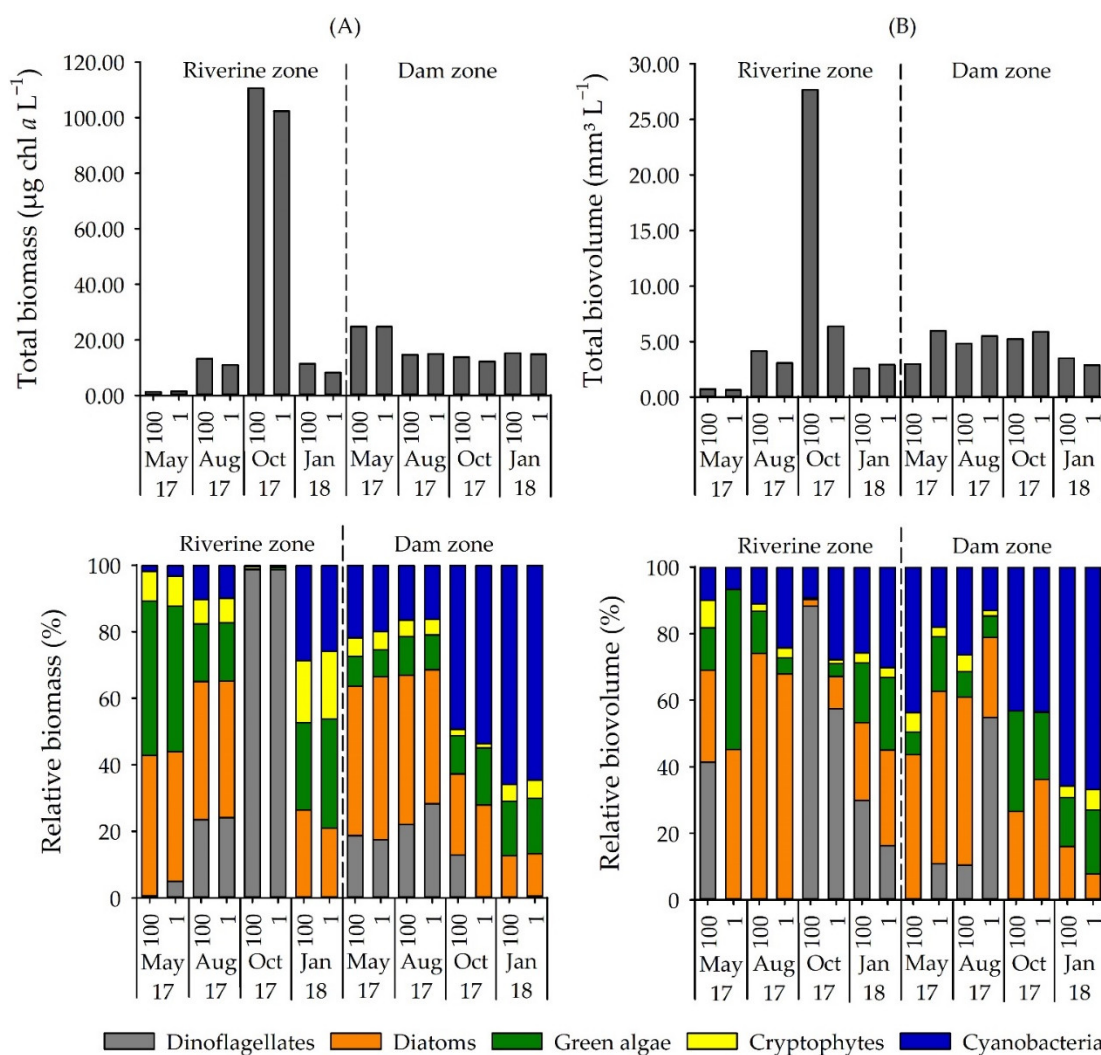 (A)
Total biomass (µg chl a L⁻¹)
120.00
100.00
80.00
60.00
40.00
20.00
0.00
Riverine zone Dam zone
100 1 100 1 100 1 100 1 100 1 100 1 100 1 100 1
May Aug Oct Jan May Aug Oct Jan
17 17 17 18 17 17 17 18
(B)
Total biovolume (mm³ L⁻¹)
30.00
25.00
20.00
15.00
10.00
5.00
0.00
Riverine zone Dam zone
100 1 100 1 100 1 100 1 100 1 100 1 100 1 100 1
May Aug Oct Jan May Aug Oct Jan
17 17 17 18 17 17 17 18
Relative biomass (%)
100
80
60
40
20
0
Riverine zone Dam zone
100 1 100 1 100 1 100 1 100 1 100 1 100 1 100 1
May Aug Oct Jan May Aug Oct Jan
17 17 17 18 17 17 17 18
Relative biovolume (%)
100
80
60
40
20
0
Riverine zone Dam zone
100 1 100 1 100 1 100 1 100 1 100 1 100 1 100 1
May Aug Oct Jan May Aug Oct Jan
17 17 17 18 17 17 17 18
Dinoflagellates Diatoms Green algae Cryptophytes Cyanobacteria